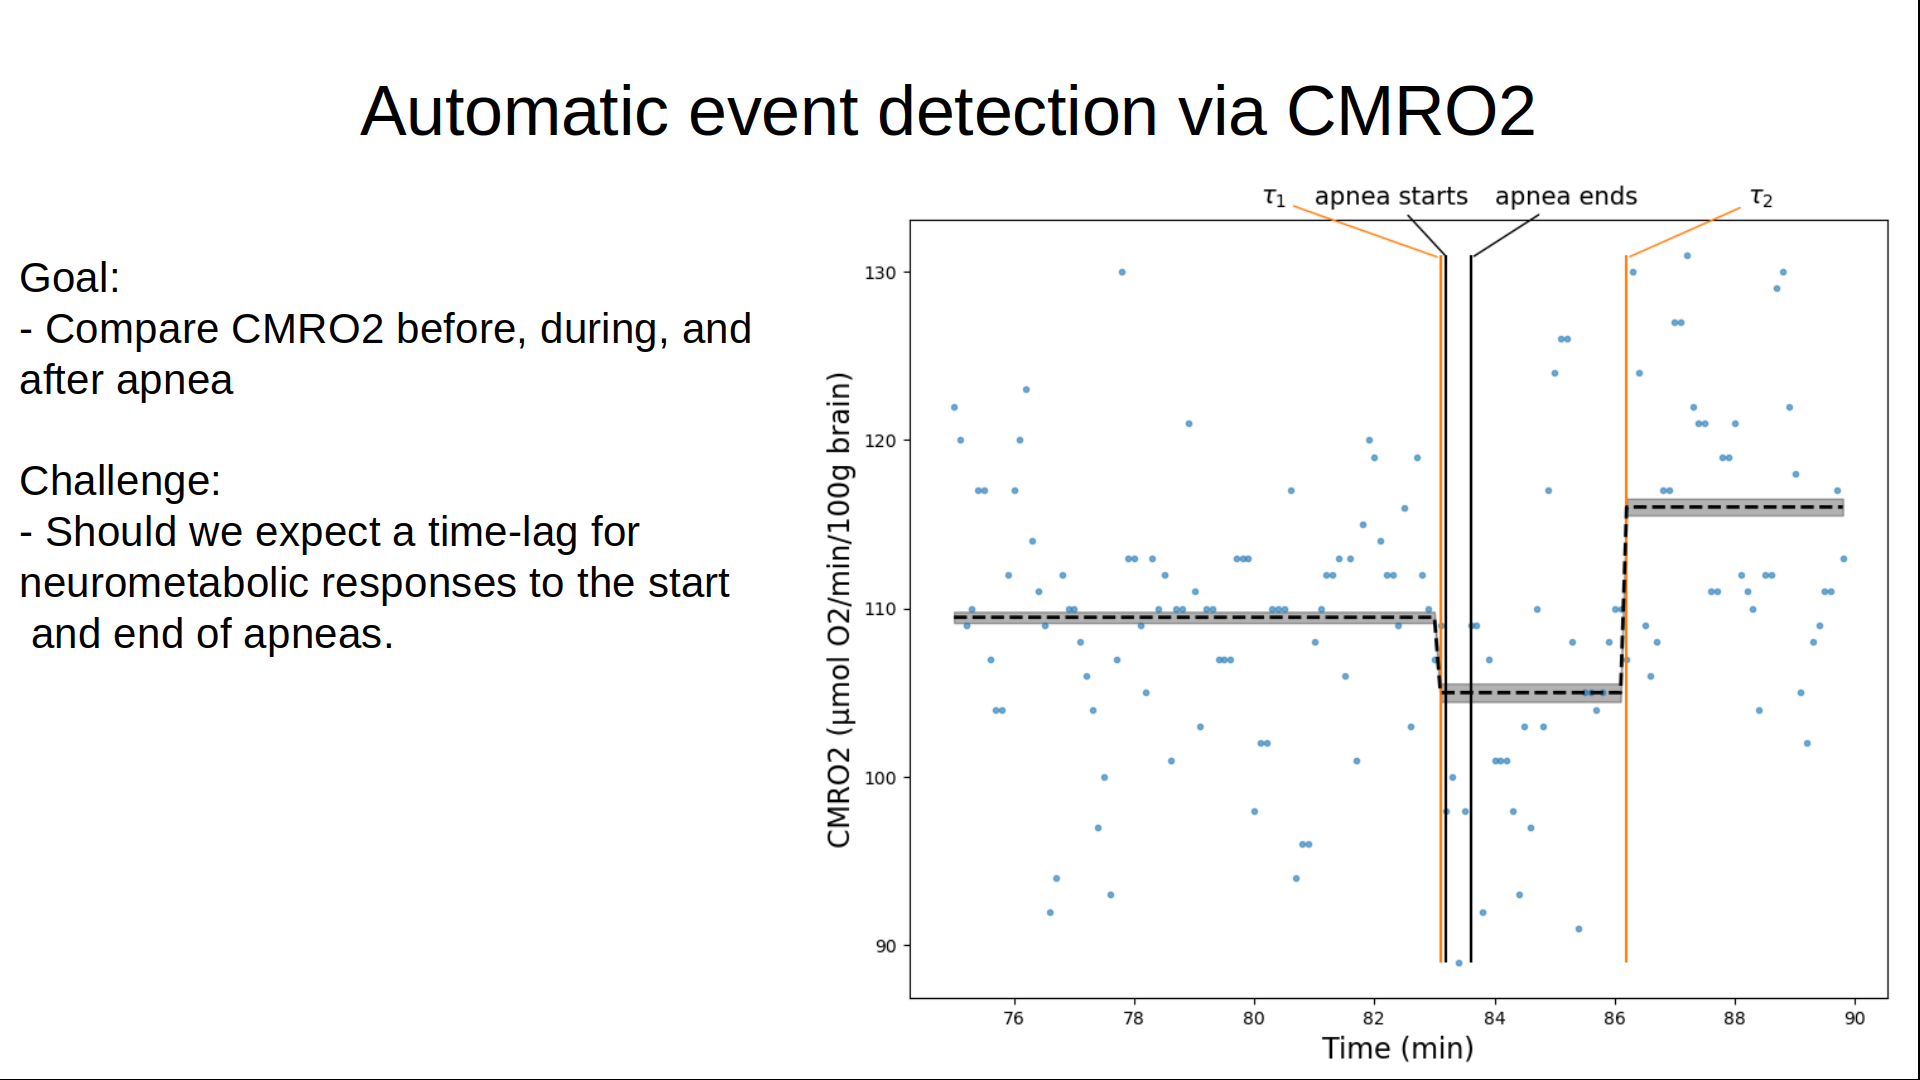 Automatic event detection via CMRO2
Goal:
- Compare CMRO2 before, during, and
after apnea
Challenge:
- Should we expect a time-lag for
neurometabolic responses to the start
and end of apneas.
τ1 apnea starts apnea ends τ2
130
120
110
100
90
CMRO2 (μmol O2/min/100g brain)
76 78 80 82 84 86 88 90
Time (min)